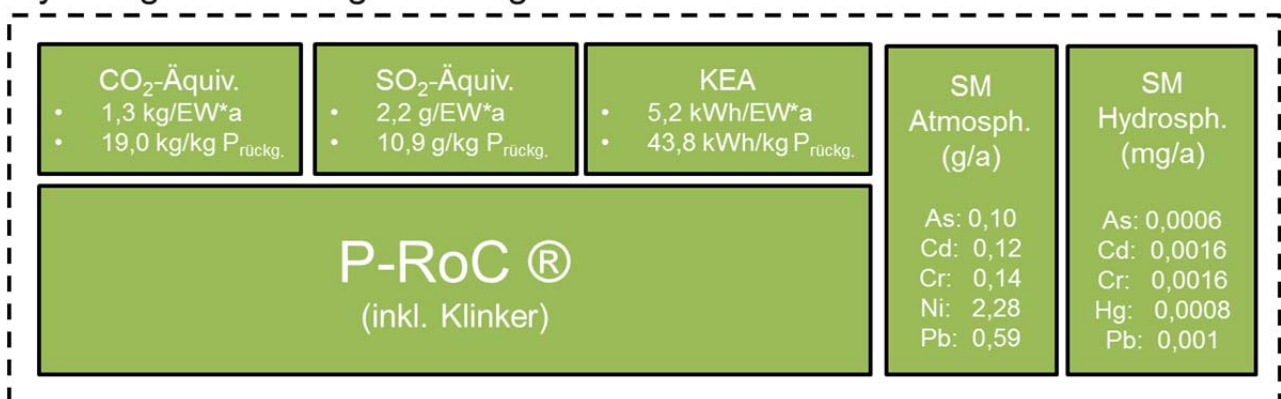 CO₂-Äquiv.
• 1,3 kg/EW*a
• 19,0 kg/kg Prückg.
SO₂-Äquiv.
• 2,2 g/EW*a
• 10,9 g/kg Prückg.
KEA
• 5,2 kWh/EW*a
• 43,8 kWh/kg Prückg.
SM
Atmosph.
(g/a)
As: 0,10
Cd: 0,12
Cr: 0,14
Ni: 2,28
Pb: 0,59
SM
Hydrosph.
(mg/a)
As: 0,0006
Cd: 0,0016
Cr: 0,0016
Hg: 0,0008
Pb: 0,001
P-RoC ®
(inkl. Klinker)